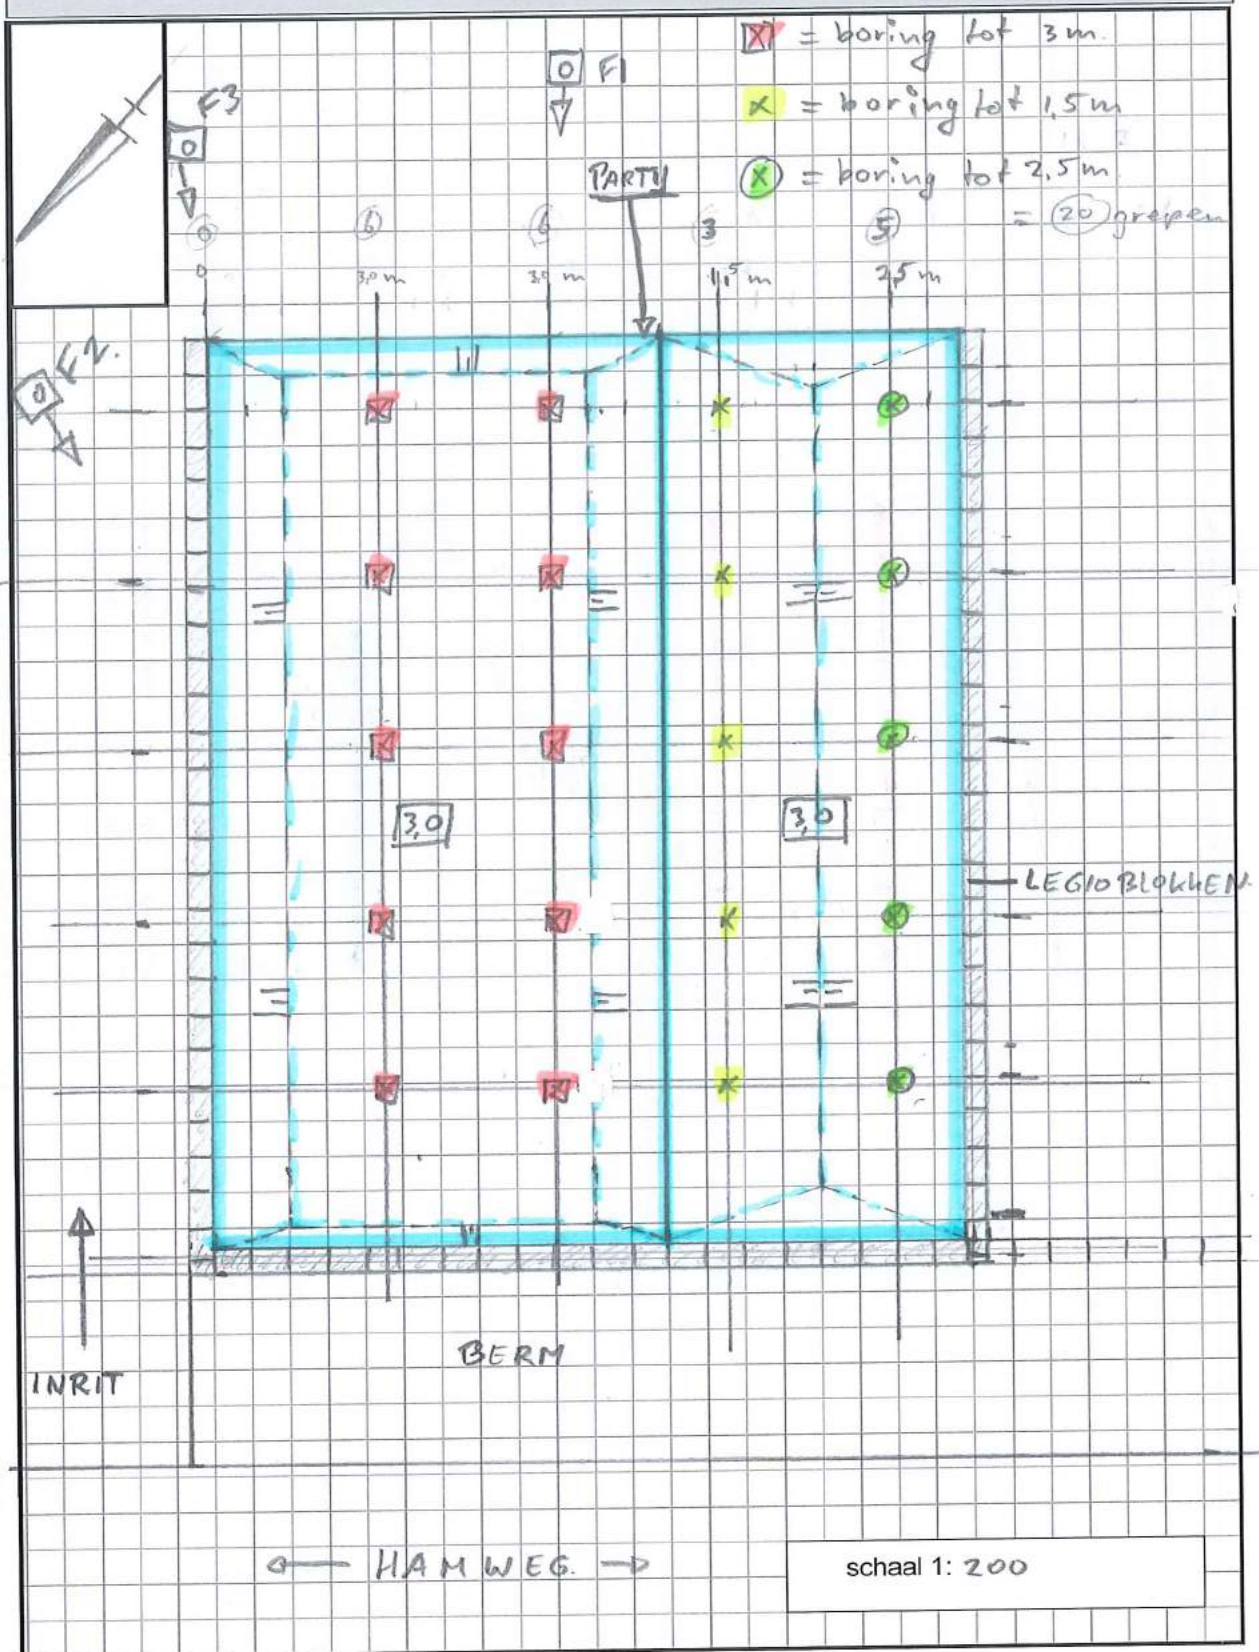 = boring tot 3 m.
F1
F3
= boring tot 1,5 m
PARTIJ
= boring tot 2,5 m
= 20 grepen
0 6 6 3 5
0 3,0 m 3,0 m 1,5 m 2,5 m
F2.
3,0 3,0
LEGIOBLOKKEN.
BERM
INRIT
HAMWEG.
schaal 1: 200